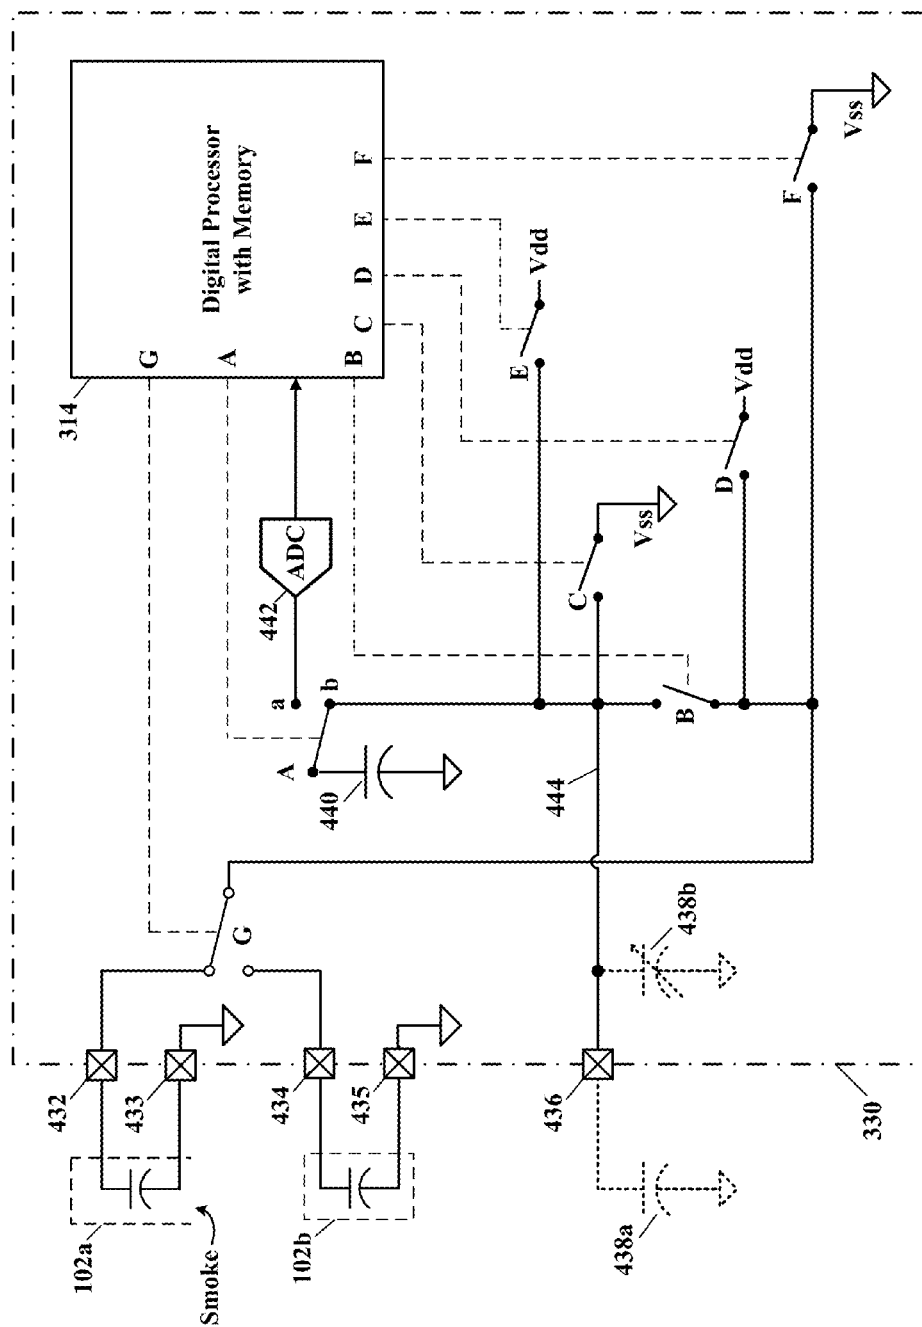 314
Digital Processor
with Memory
G
A
B
C
D
E
F
442
ADC
a
b
A
440
E
Vdd
C
Vss
D
Vdd
F
Vss
B
444
G
432
433
434
435
436
102a
Smoke
102b
438a
438b
330